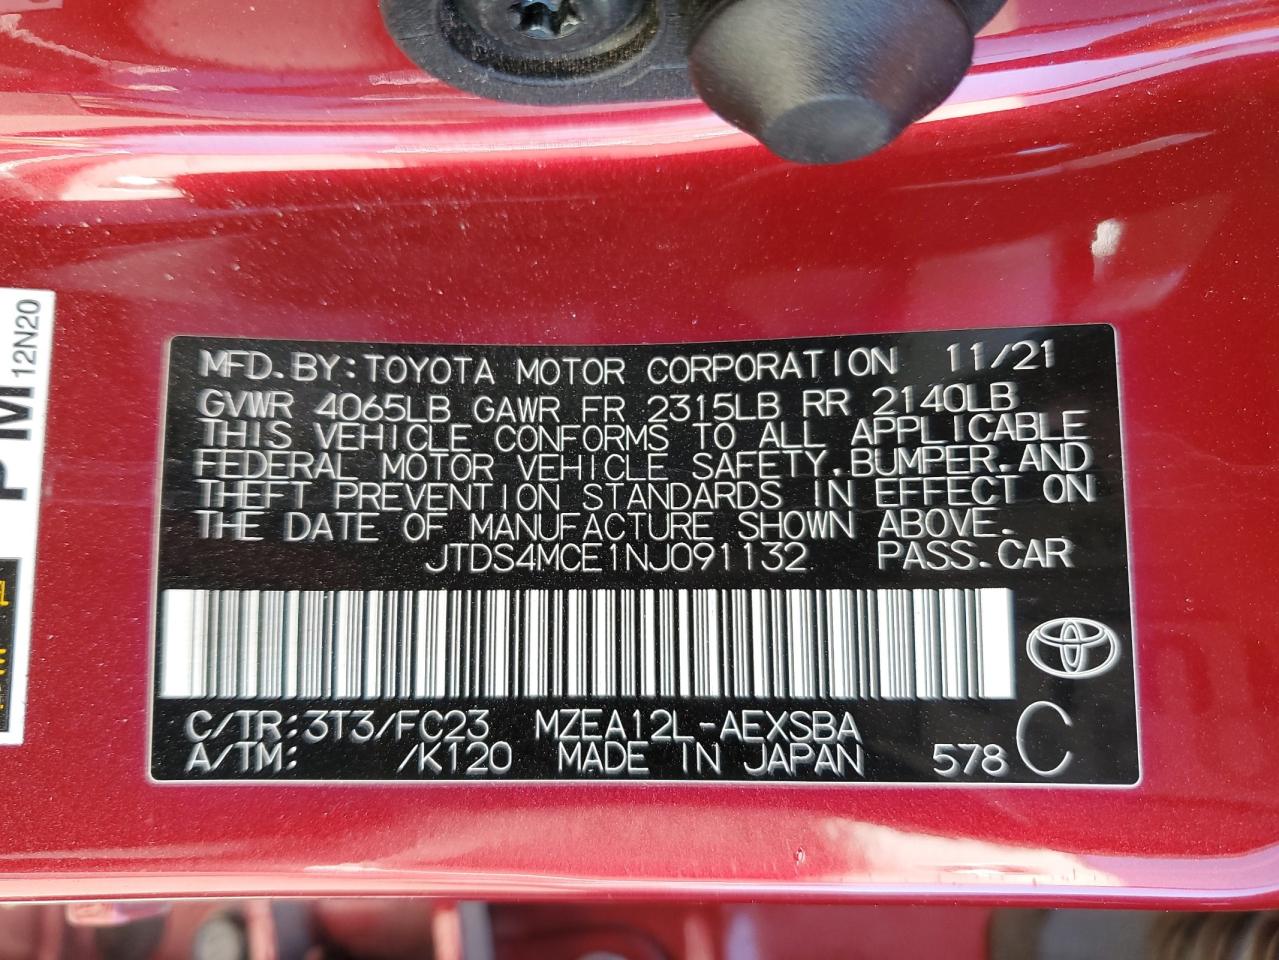 MFD. BY: TOYOTA MOTOR CORPORATION 11/21
GVWR 4065LB GAWR FR 2315LB RR 2140LB
THIS VEHICLE CONFORMS TO ALL APPLICABLE
FEDERAL MOTOR VEHICLE SAFETY, BUMPER, AND
THEFT PREVENTION STANDARDS IN EFFECT ON
THE DATE OF MANUFACTURE SHOWN ABOVE.
JTDS4MCE1NJ091132 PASS. CAR
C/TR: 3T3/FC23 MZEA12L-AEXSBA
A/TM: /K120 MADE IN JAPAN 578 C
PM
12N20